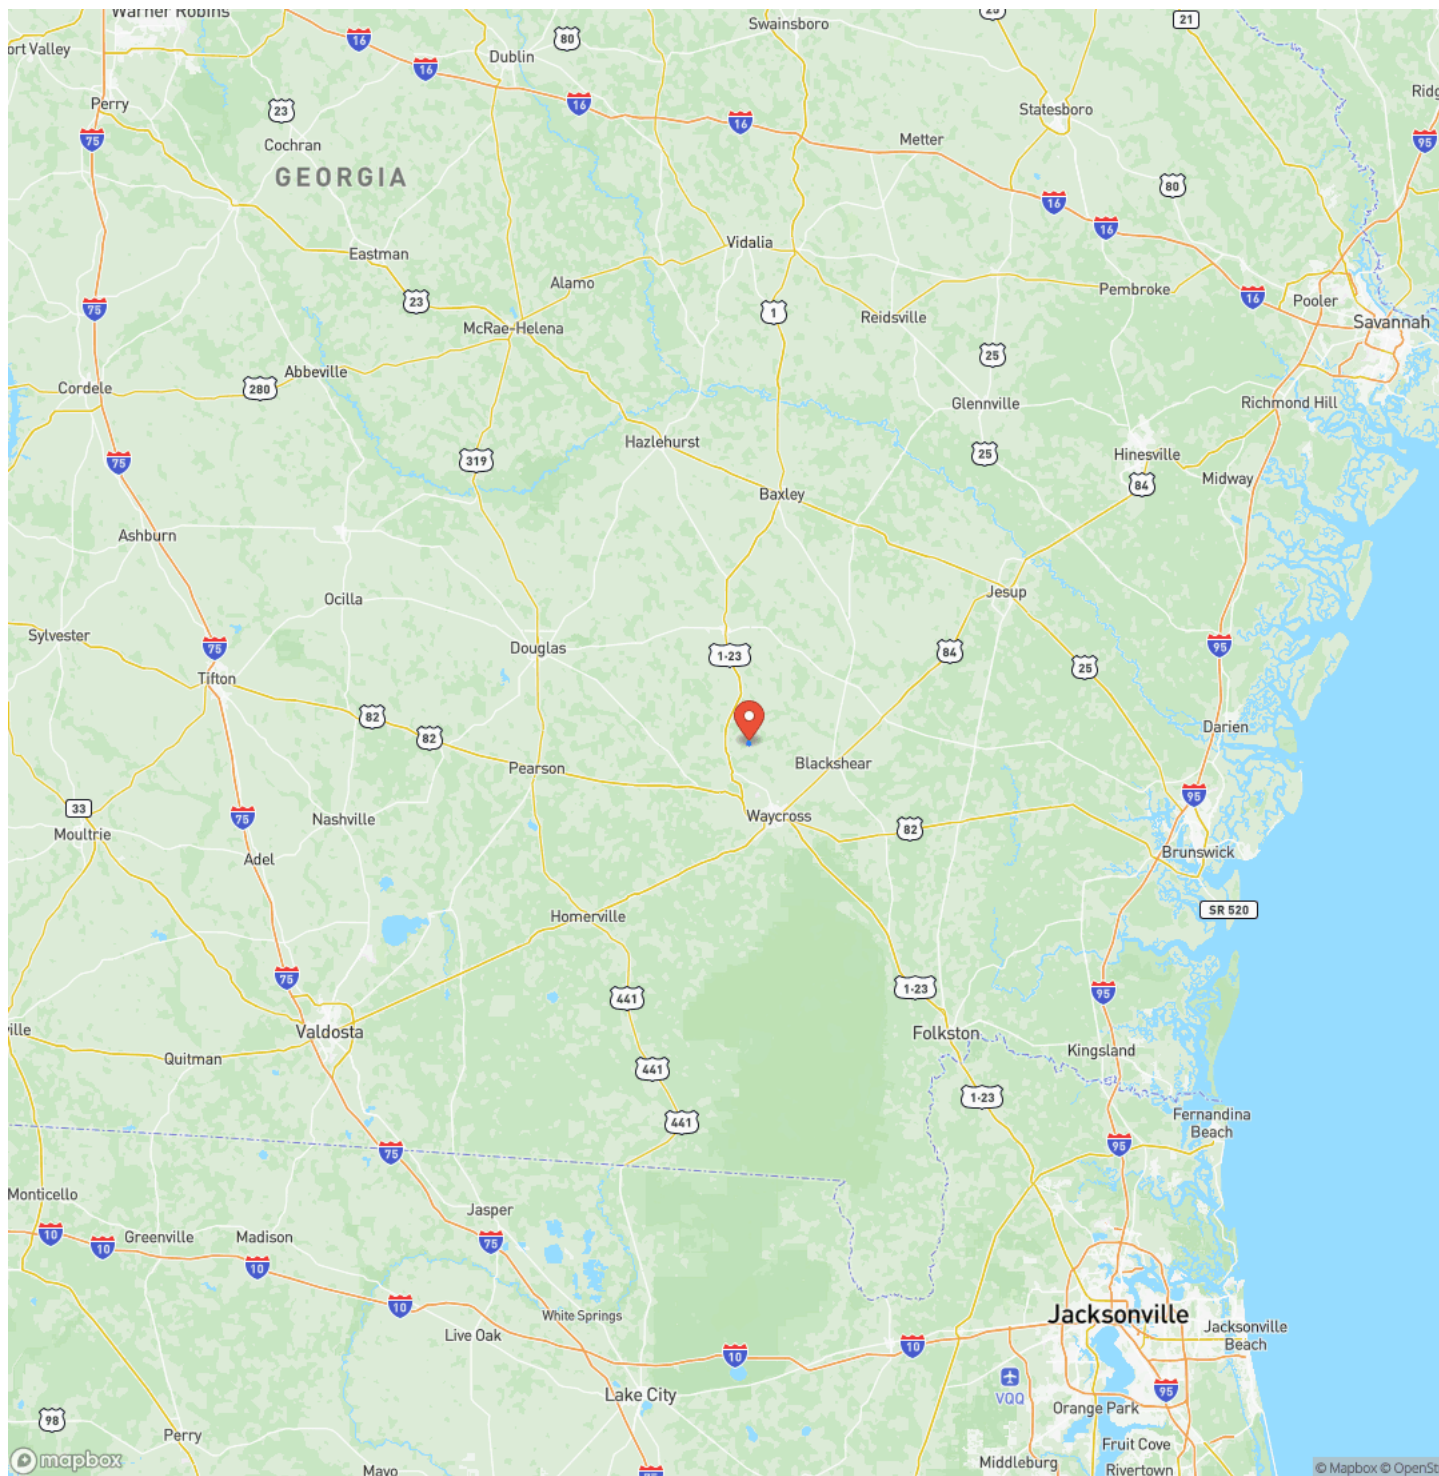 Warner Robins
Swainsboro
25
21
ort Valley
16
80
Dublin
16
Perry
23
16
16
Statesboro
Ridg
75
Cochran
Metter
95
GEORGIA
80
16
16
Vidalia
Eastman
Alamo
Pembroke
75
23
1
16
Pooler
McRae-Helena
Reidsville
Savannah
25
Abbeville
Cordele
280
Glennville
Richmond Hill
Hazlehurst
75
319
25
Hinesville
Midway
84
Baxley
Ashburn
Ocilla
Jesup
Sylvester
75
Douglas
1-23
84
95
Tifton
25
82
82
Darien
Pearson
Blackshear
95
33
Moultrie
75
Nashville
Waycross
82
Adel
Brunswick
Homerville
SR 520
75
441
1-23
95
ville
Valdosta
Folkston
Quitman
441
Kingsland
441
1-23
Fernandina
Beach
75
95
Monticello
Jasper
10
10
Greenville
Madison
75
10
10
White Springs
Jacksonville
Live Oak
Jacksonville
Beach
10
10
VQQ
95
Lake City
Orange Park
98
Perry
Fruit Cove
mapbox
Mayo
75
Middleburg
Rivertown
© Mapbox © OpenSt